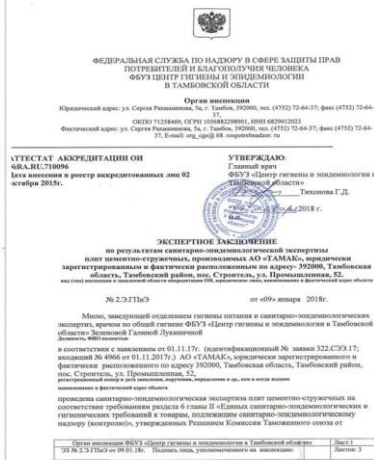 ФЕДЕРАЛЬНАЯ СЛУЖБА ПО НАДЗОРУ В СФЕРЕ ЗАЩИТЫ ПРАВ
ПОТРЕБИТЕЛЕЙ И БЛАГОПОЛУЧИЯ ЧЕЛОВЕКА
ФБУЗ ЦЕНТР ГИГИЕНЫ И ЭПИДЕМИОЛОГИИ
В ТАМБОВСКОЙ ОБЛАСТИ
Орган инспекции
Юридический адрес: ул. Сергея Рахманинова, 5а, г. Тамбов, 392000, тел. (4752) 72-64-37; факс (4752) 72-64-
37,
ОКПО 71258469, ОГРН 1056882298901, ИНН 6829012023
Фактический адрес: ул. Сергея Рахманинова, 5а, г. Тамбов, 392000, тел. (4752) 72-64-37; факс (4752) 72-64-
37, E-mail: org_cge@ 68. rospotrebnadzor. ru
АТТЕСТАТ АККРЕДИТАЦИИ ОИ
RA.RU.710096
Дата внесения в реестр аккредитованных лиц 02
октября 2015г.
УТВЕРЖДАЮ:
Главный врач
ФБУЗ «Центр гигиены и эпидемиологии в
Тамбовской области»
Тихонова Г.Д.
2018 г.
ЭКСПЕРТНОЕ ЗАКЛЮЧЕНИЕ
по результатам санитарно-эпидемиологической экспертизы
плит цементно-стружечных, производимых АО «ТАМАК», юридически
зарегистрированным и фактически расположенным по адресу- 392000, Тамбовская
область, Тамбовский район, пос. Строитель, ул. Промышленная, 52.
№ 2.Э.ГПиЭ от «09» января 2018г.
Мною, заведующей отделением гигиены питания и санитарно-эпидемиологических
экспертиз, врачом по общей гигиене ФБУЗ «Центр гигиены и эпидемиологии в Тамбовской
области» Зеленовой Галиной Лукиничной
Должность, ФИО полностью
в соответствии с заявлением от 01.11.17г. (идентификационный № заявки 322.СЭЭ.17;
входящий № 4966 от 01.11.2017г.) АО «ТАМАК», юридически зарегистрированного и
фактически расположенного по адресу 392000, Тамбовская область, Тамбовский район,
пос. Строитель, ул. Промышленная, 52,
проведена санитарно-эпидемиологическая экспертиза плит цементно-стружечных на
соответствие требованиям раздела 6 главы II «Единых санитарно-эпидемиологических и
гигиенических требований к товарам, подлежащим санитарно-эпидемиологическому
надзору (контролю)», утвержденных Решением Комиссии Таможенного союза от
Орган инспекции ФБУЗ «Центр гигиены и эпидемиологии в Тамбовской области» Лист:1
ЭЗ № 2.Э.ГПиЭ от 09.01.18г. Подпись лица, уполномоченного на Листов: 3